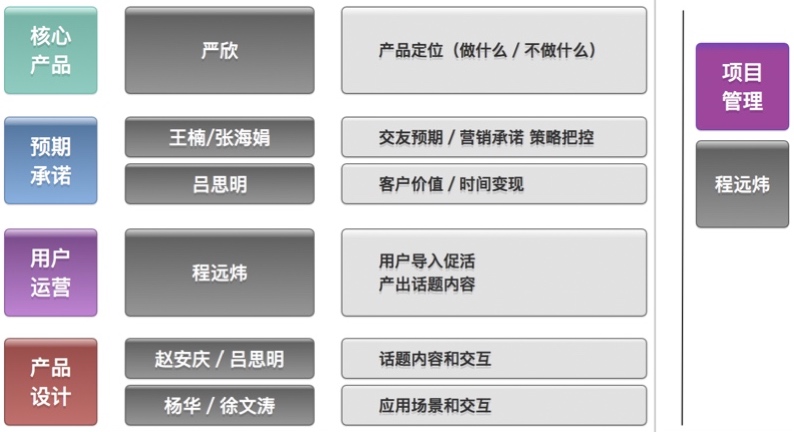 核心
产品
严欣
产品定位（做什么 / 不做什么）
预期
承诺
王楠/张海娟
交友预期 / 营销承诺 策略把控
吕思明
客户价值 / 时间变现
用户
运营
程远炜
用户导入促活
产出话题内容
产品
设计
赵安庆 / 吕思明
话题内容和交互
杨华 / 徐文涛
应用场景和交互
项目
管理
程远炜